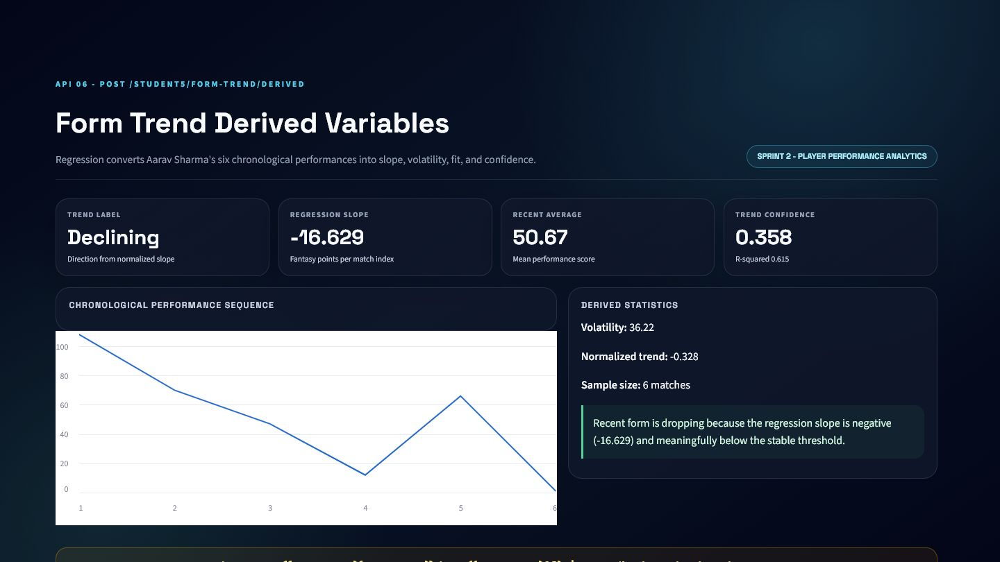 API 06 - POST /STUDENT5/FORM-TREND/DERIVED
Form Trend Derived Variables
Regression converts Aarav Sharma's six chronological performances into slope, volatility, fit, and confidence.
SPRINT 2 - PLAYER PERFORMANCE ANALYTICS
TREND LABEL
Declining
Direction from normalized slope
REGRESSION SLOPE
-16.629
Fantasy points per match index
RECENT AVERAGE
50.67
Mean performance score
TREND CONFIDENCE
0.358
R-squared 0.615
CHRONOLOGICAL PERFORMANCE SEQUENCE
100
80
60
40
20
0
1 2 3 4 5 6
DERIVED STATISTICS
Volatility: 36.22
Normalized trend: -0.328
Sample size: 6 matches
Recent form is dropping because the regression slope is negative
(-16.629) and meaningfully below the stable threshold.